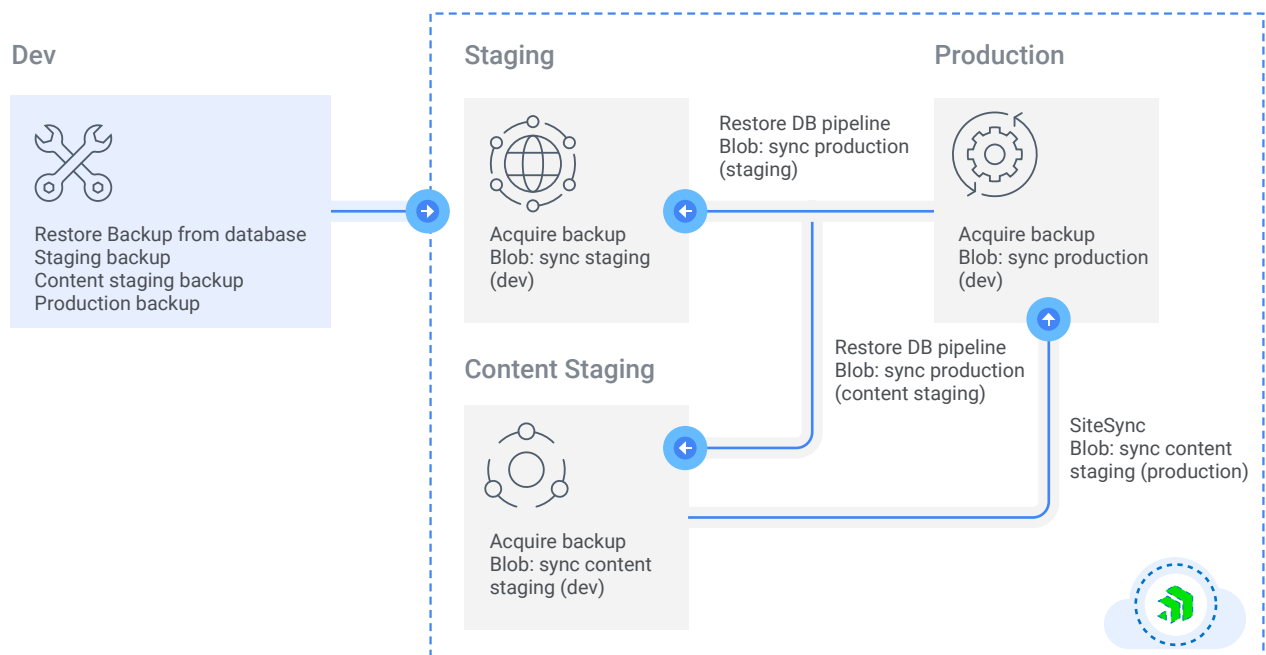 Dev
Restore Backup from database
Staging backup
Content staging backup
Production backup
Staging
Acquire backup
Blob: sync staging
(dev)
Restore DB pipeline
Blob: sync production
(staging)
Production
Acquire backup
Blob: sync production
(dev)
Content Staging
Acquire backup
Blob: sync content
staging (dev)
Restore DB pipeline
Blob: sync production
(content staging)
SiteSync
Blob: sync content
staging (production)